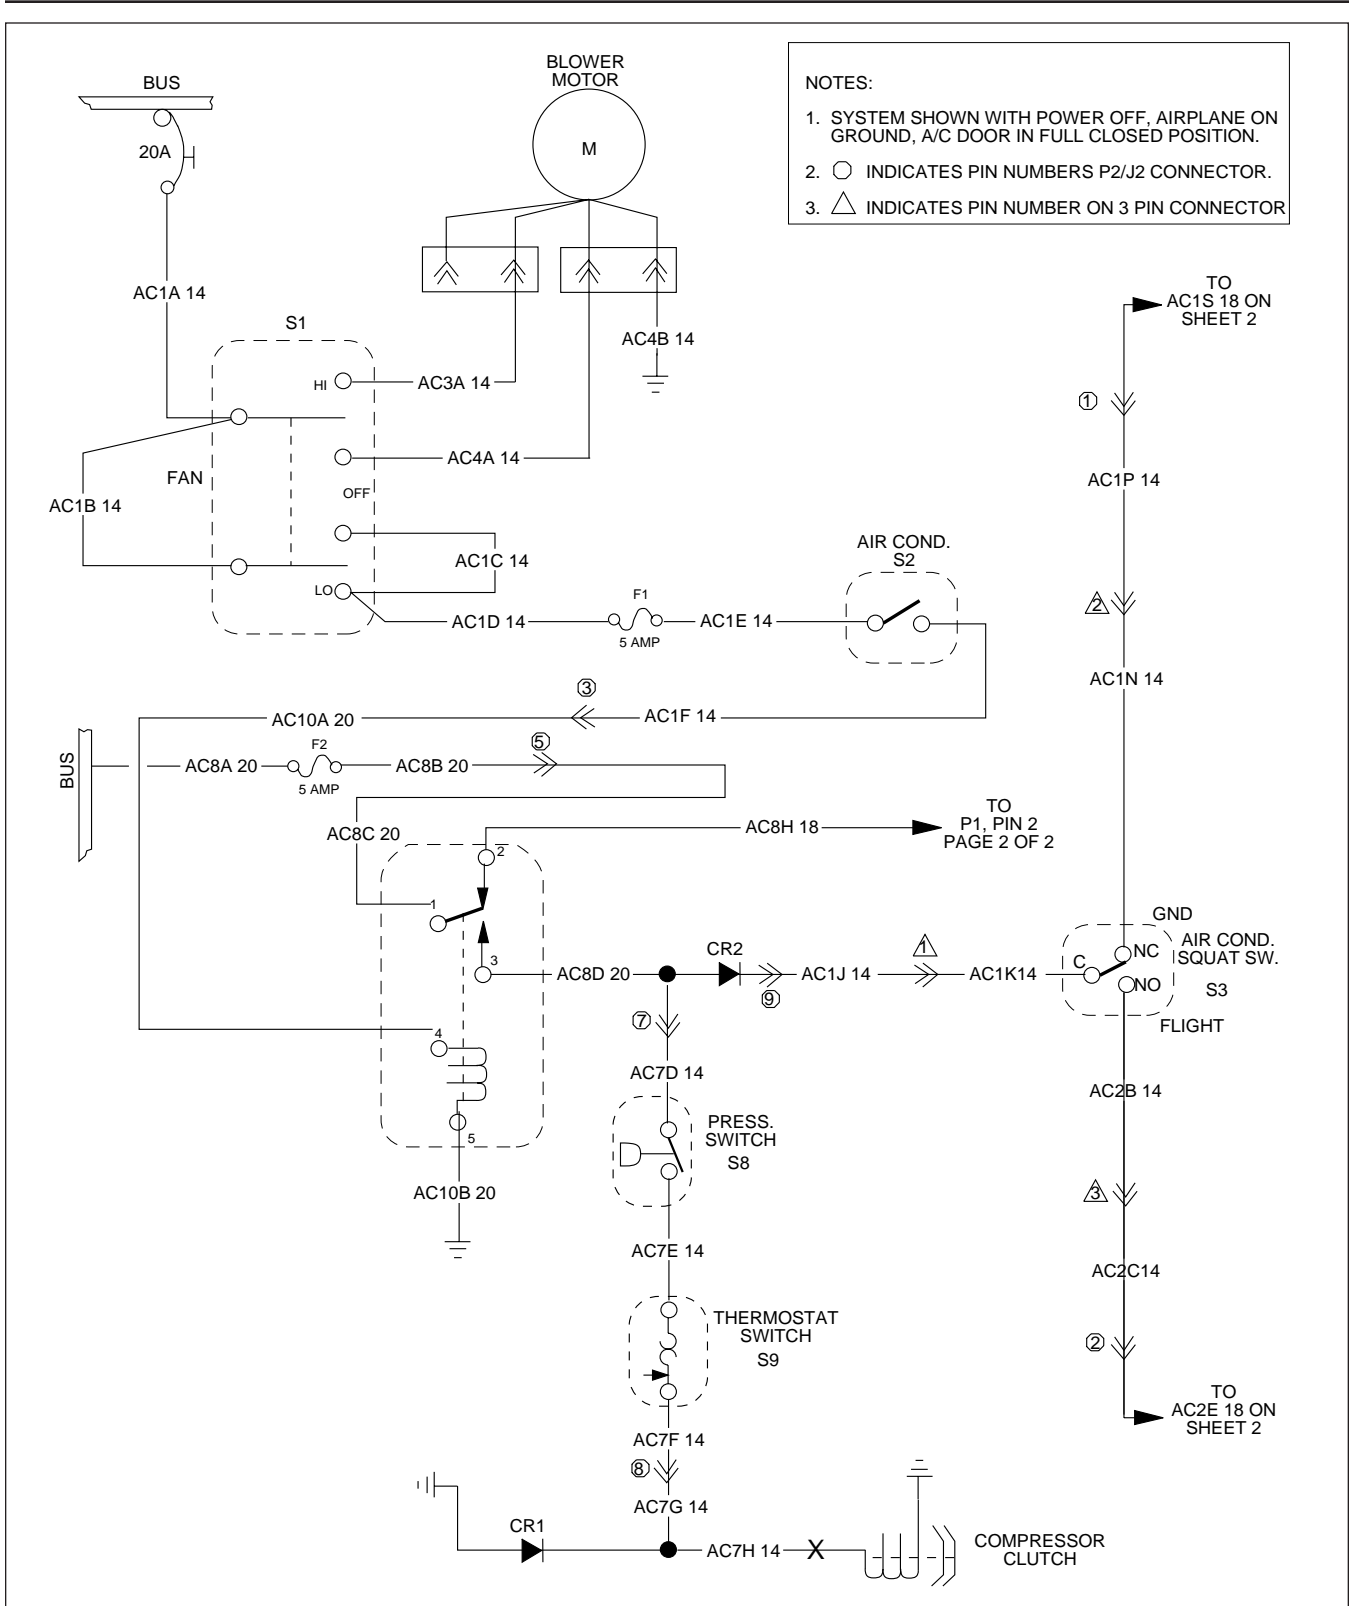 BUS
BLOWER
MOTOR
M
20A
NOTES:
1. SYSTEM SHOWN WITH POWER OFF, AIRPLANE ON
GROUND, A/C DOOR IN FULL CLOSED POSITION.
2. INDICATES PIN NUMBERS P2/J2 CONNECTOR.
3. INDICATES PIN NUMBER ON 3 PIN CONNECTOR
AC1A 14
S1
AC4B 14
TO
AC1S 18 ON
SHEET 2
HI
AC3A 14
1
AC4A 14
FAN
OFF
AC1B 14
AC1P 14
AC1C 14
AIR COND.
S2
LO
AC1D 14
F1
5 AMP
AC1E 14
2
AC1N 14
3
AC10A 20
AC1F 14
BUS
AC8A 20
F2
5 AMP
AC8B 20
5
AC8C 20
AC8H 18
TO
P1, PIN 2
PAGE 2 OF 2
2
1
3
AC8D 20
CR2
9
AC1J 14
1
AC1K14
GND
C
NC
NO
AIR COND.
SQUAT SW.
S3
FLIGHT
4
5
AC10B 20
7
AC7D 14
PRESS.
SWITCH
S8
AC7E 14
AC2B 14
3
AC2C14
2
TO
AC2E 18 ON
SHEET 2
THERMOSTAT
SWITCH
S9
AC7F 14
8
AC7G 14
CR1
AC7H 14
X
COMPRESSOR
CLUTCH